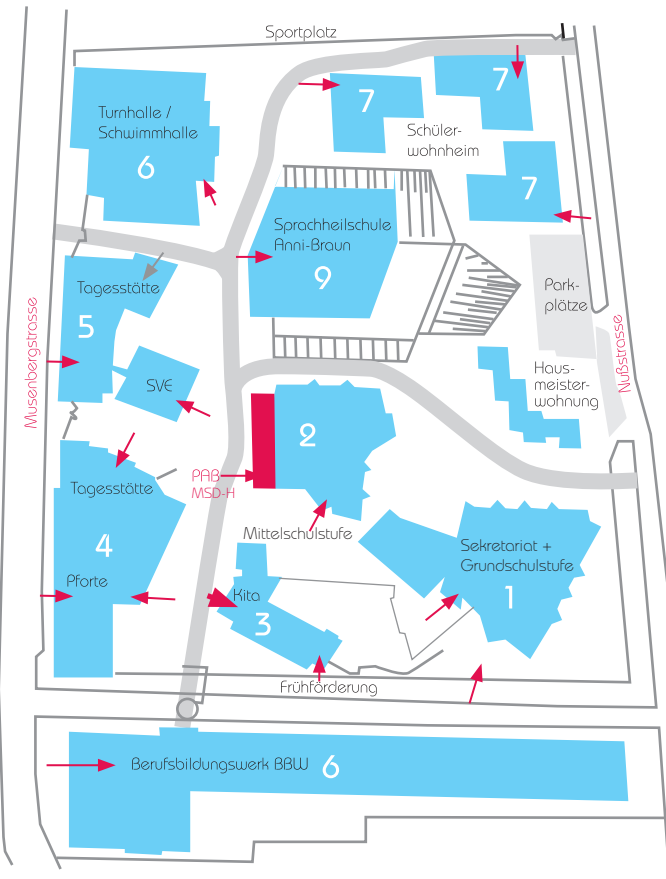 Sportplatz
7
7
Turnhalle /
Schwimmhalle
6
Schüler-
wohnheim
7
Sprachheilschule
Anni-Braun
9
Tagesstätte
5
Park-
plätze
Musenbergstrasse
Nußstrasse
SVE
Haus-
meister-
wohnung
2
PAB
MSD-H
Tagesstätte
4
Mittelschulstufe
Sekretariat +
Grundschulstufe
1
Pforte
Kita
3
Frühförderung
Berufsbildungswerk BBW 6